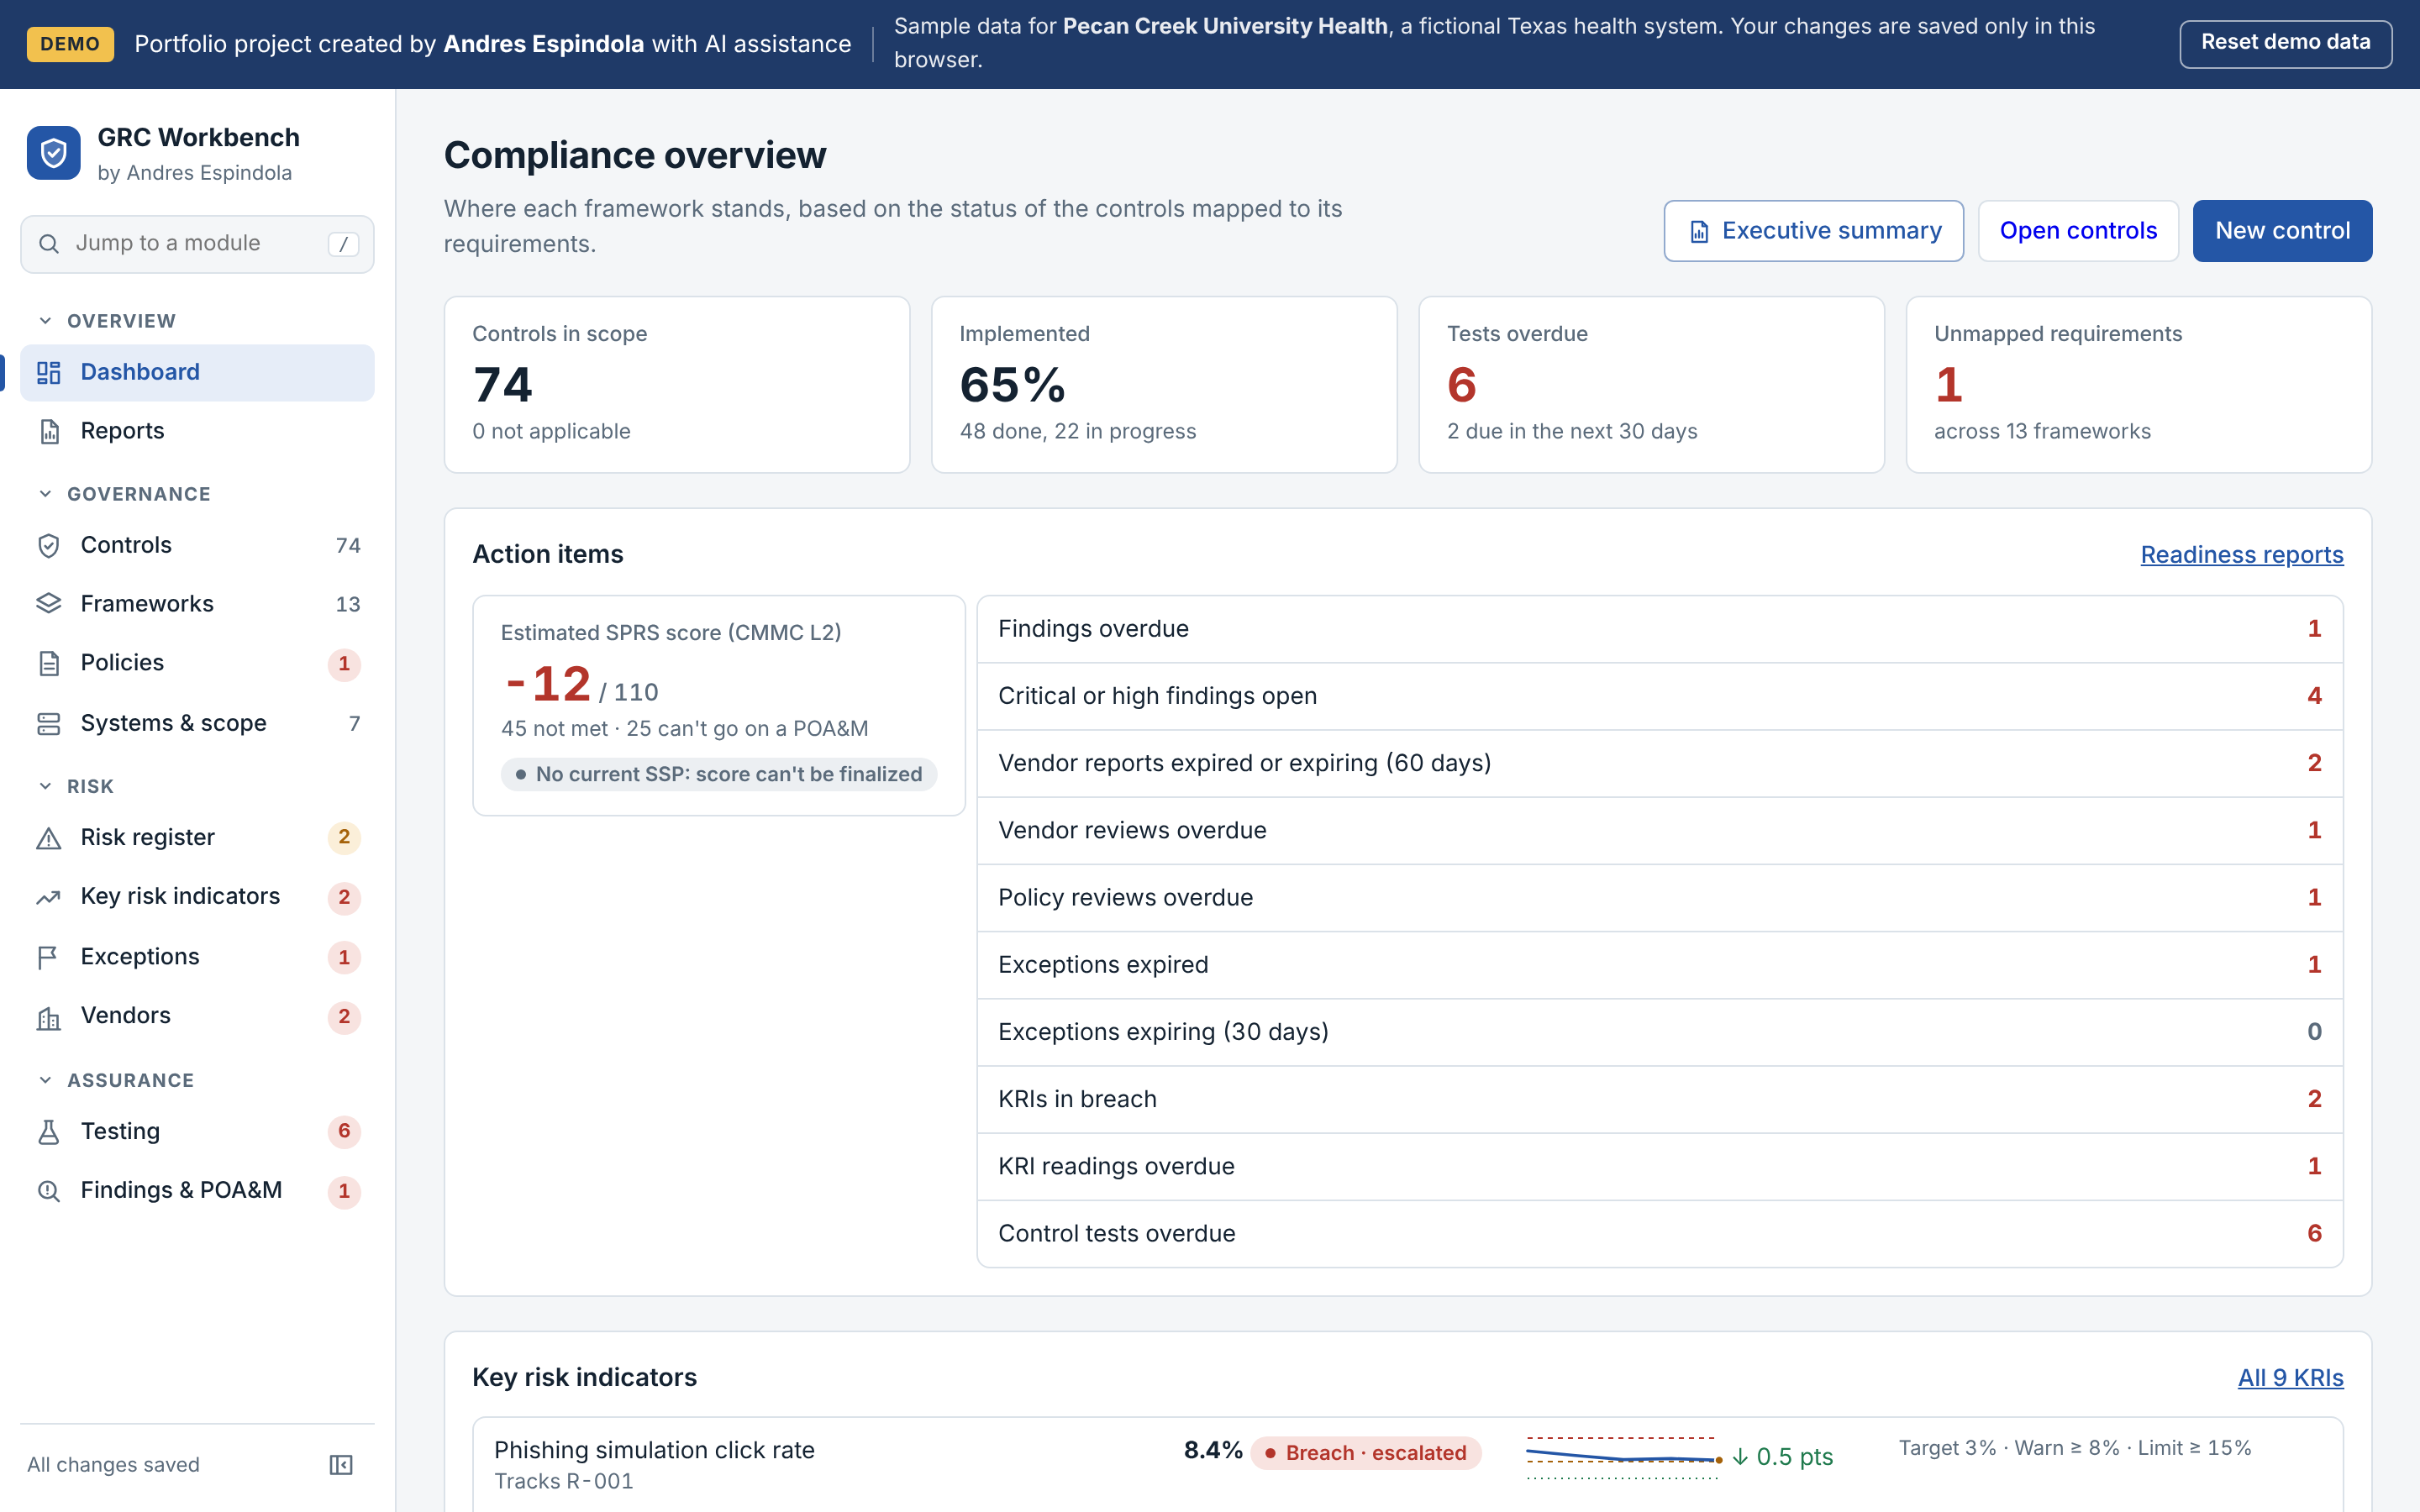 DEMO
Portfolio project created by Andres Espindola with AI assistance
Sample data for Pecan Creek University Health, a fictional Texas health system. Your changes are saved only in this
browser.
Reset demo data
GRC Workbench
by Andres Espindola
Jump to a module
/
OVERVIEW
Dashboard
Reports
GOVERNANCE
Controls 74
Frameworks 13
Policies 1
Systems & scope 7
RISK
Risk register 2
Key risk indicators 2
Exceptions 1
Vendors 2
ASSURANCE
Testing 6
Findings & POA&M 1
All changes saved
Compliance overview
Where each framework stands, based on the status of the controls mapped to its
requirements.
Executive summary
Open controls
New control
Controls in scope
74
0 not applicable
Implemented
65%
48 done, 22 in progress
Tests overdue
6
2 due in the next 30 days
Unmapped requirements
1
across 13 frameworks
Action items
Readiness reports
Estimated SPRS score (CMMC L2)
-12 / 110
45 not met · 25 can't go on a POA&M
No current SSP: score can't be finalized
Findings overdue 1
Critical or high findings open 4
Vendor reports expired or expiring (60 days) 2
Vendor reviews overdue 1
Policy reviews overdue 1
Exceptions expired 1
Exceptions expiring (30 days) 0
KRIs in breach 2
KRI readings overdue 1
Control tests overdue 6
Key risk indicators
All 9 KRIs
Phishing simulation click rate
Tracks R-001
8.4%
Breach · escalated
↓ 0.5 pts
Target 3% · Warn ≥ 8% · Limit ≥ 15%